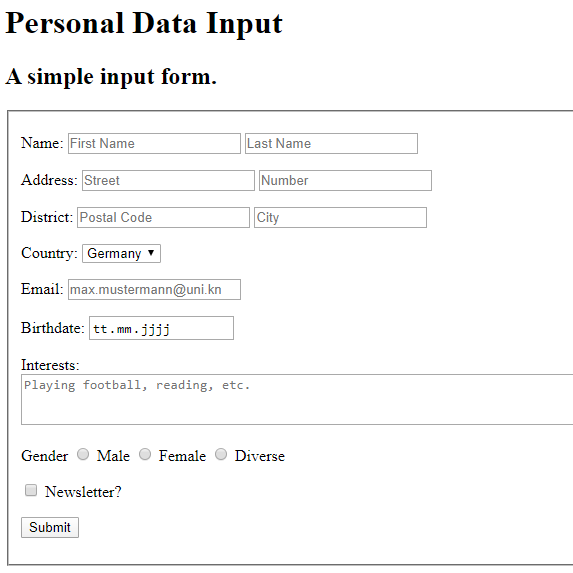 Personal Data Input
A simple input form.
Name: First Name Last Name
Address: Street Number
District: Postal Code City
Country: Germany
Email: max.mustermann@uni.kn
Birthdate: tt.mm.jjjj
Interests:
Playing football, reading, etc.
Gender Male Female Diverse
Newsletter?
Submit